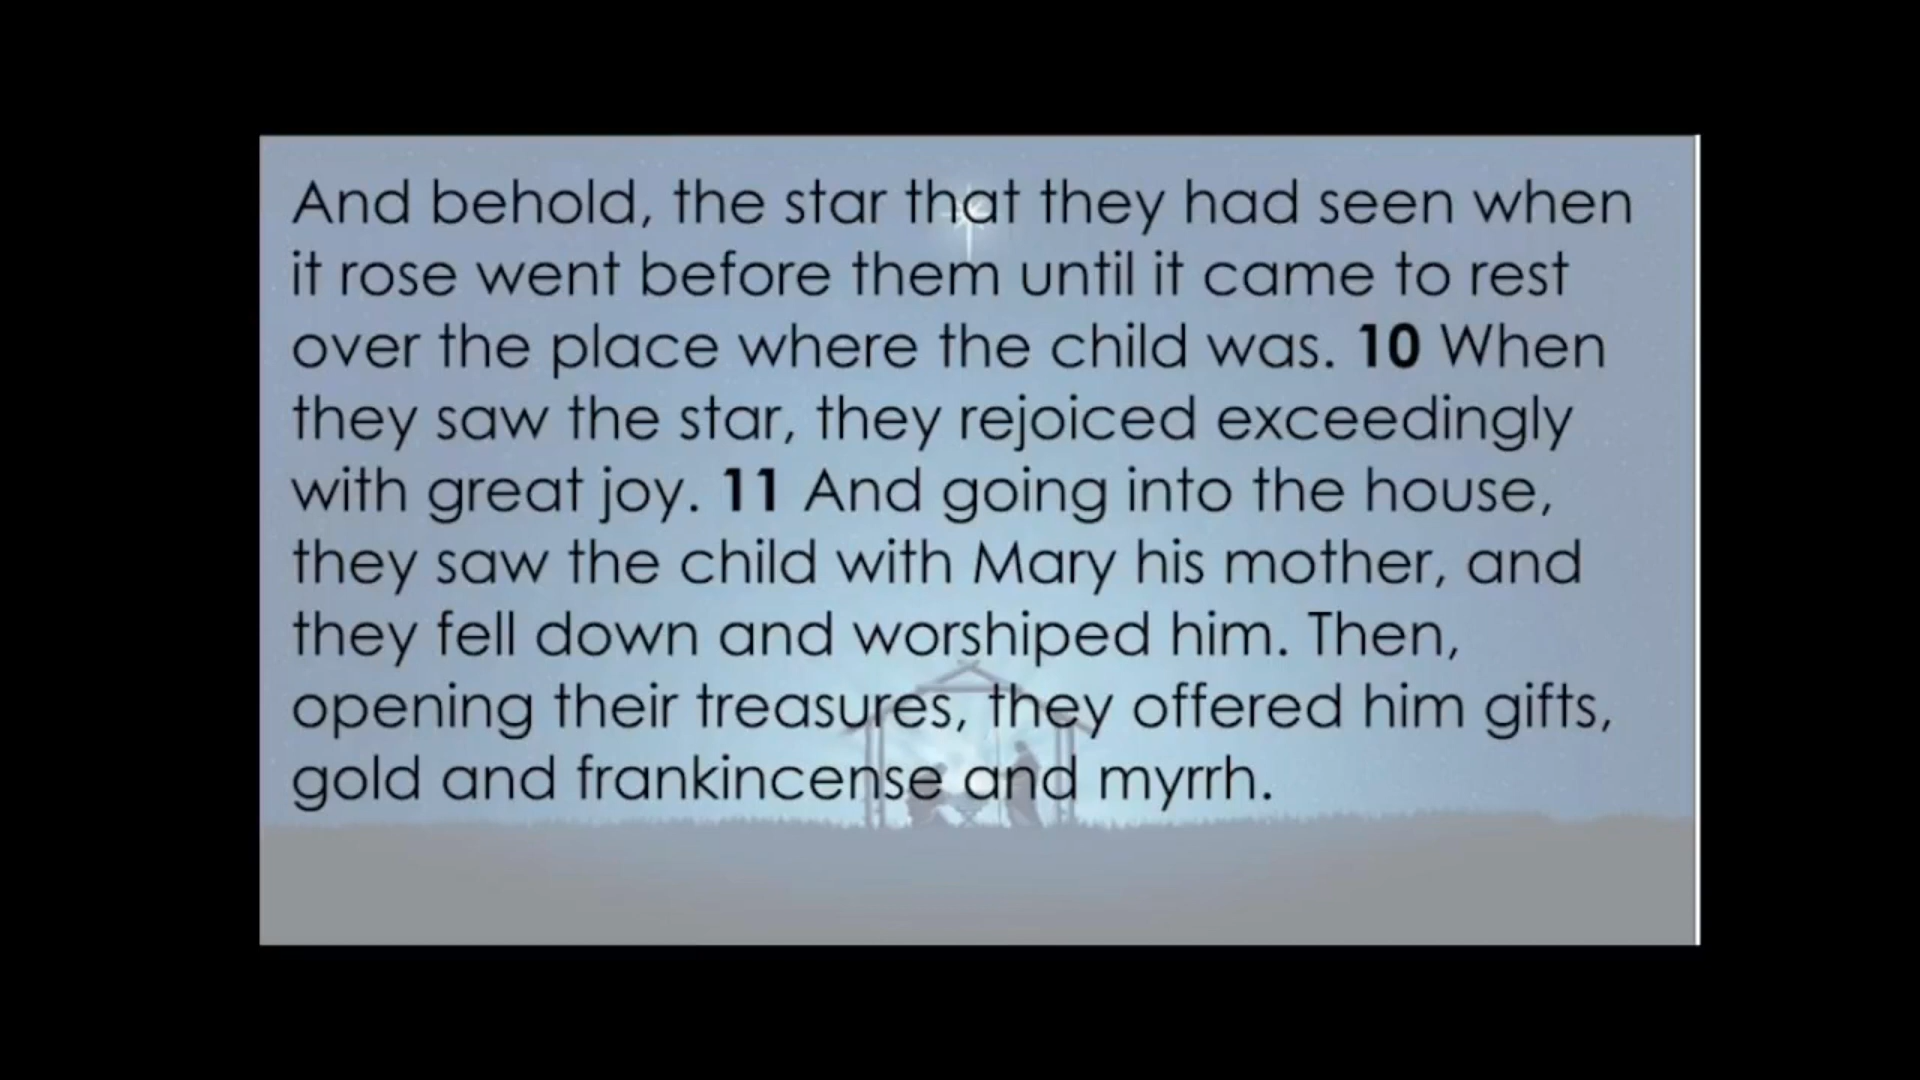 And behold, the star that they had seen when
it rose went before them until it came to rest
over the place where the child was. 10 When
they saw the star, they rejoiced exceedingly
with great joy. 11 And going into the house,
they saw the child with Mary his mother, and
they fell down and worshiped him. Then,
opening their treasures, they offered him gifts,
gold and frankincense and myrrh.